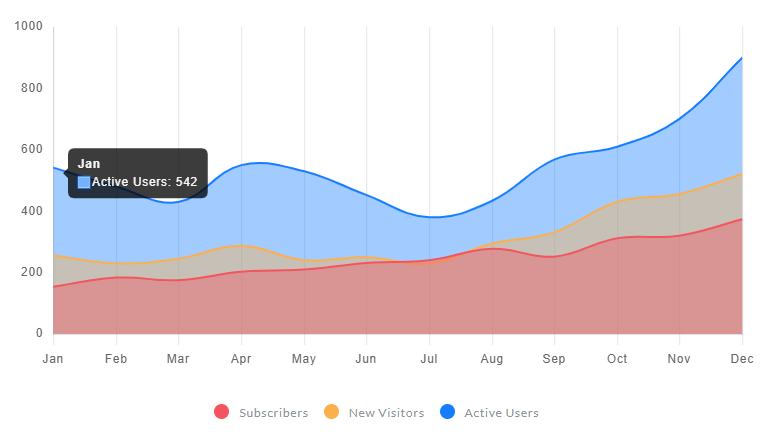 1000
800
600
400
200
0
Jan
Active Users: 542
Jan Feb Mar Apr May Jun Jul Aug Sep Oct Nov Dec
Subscribers New Visitors Active Users